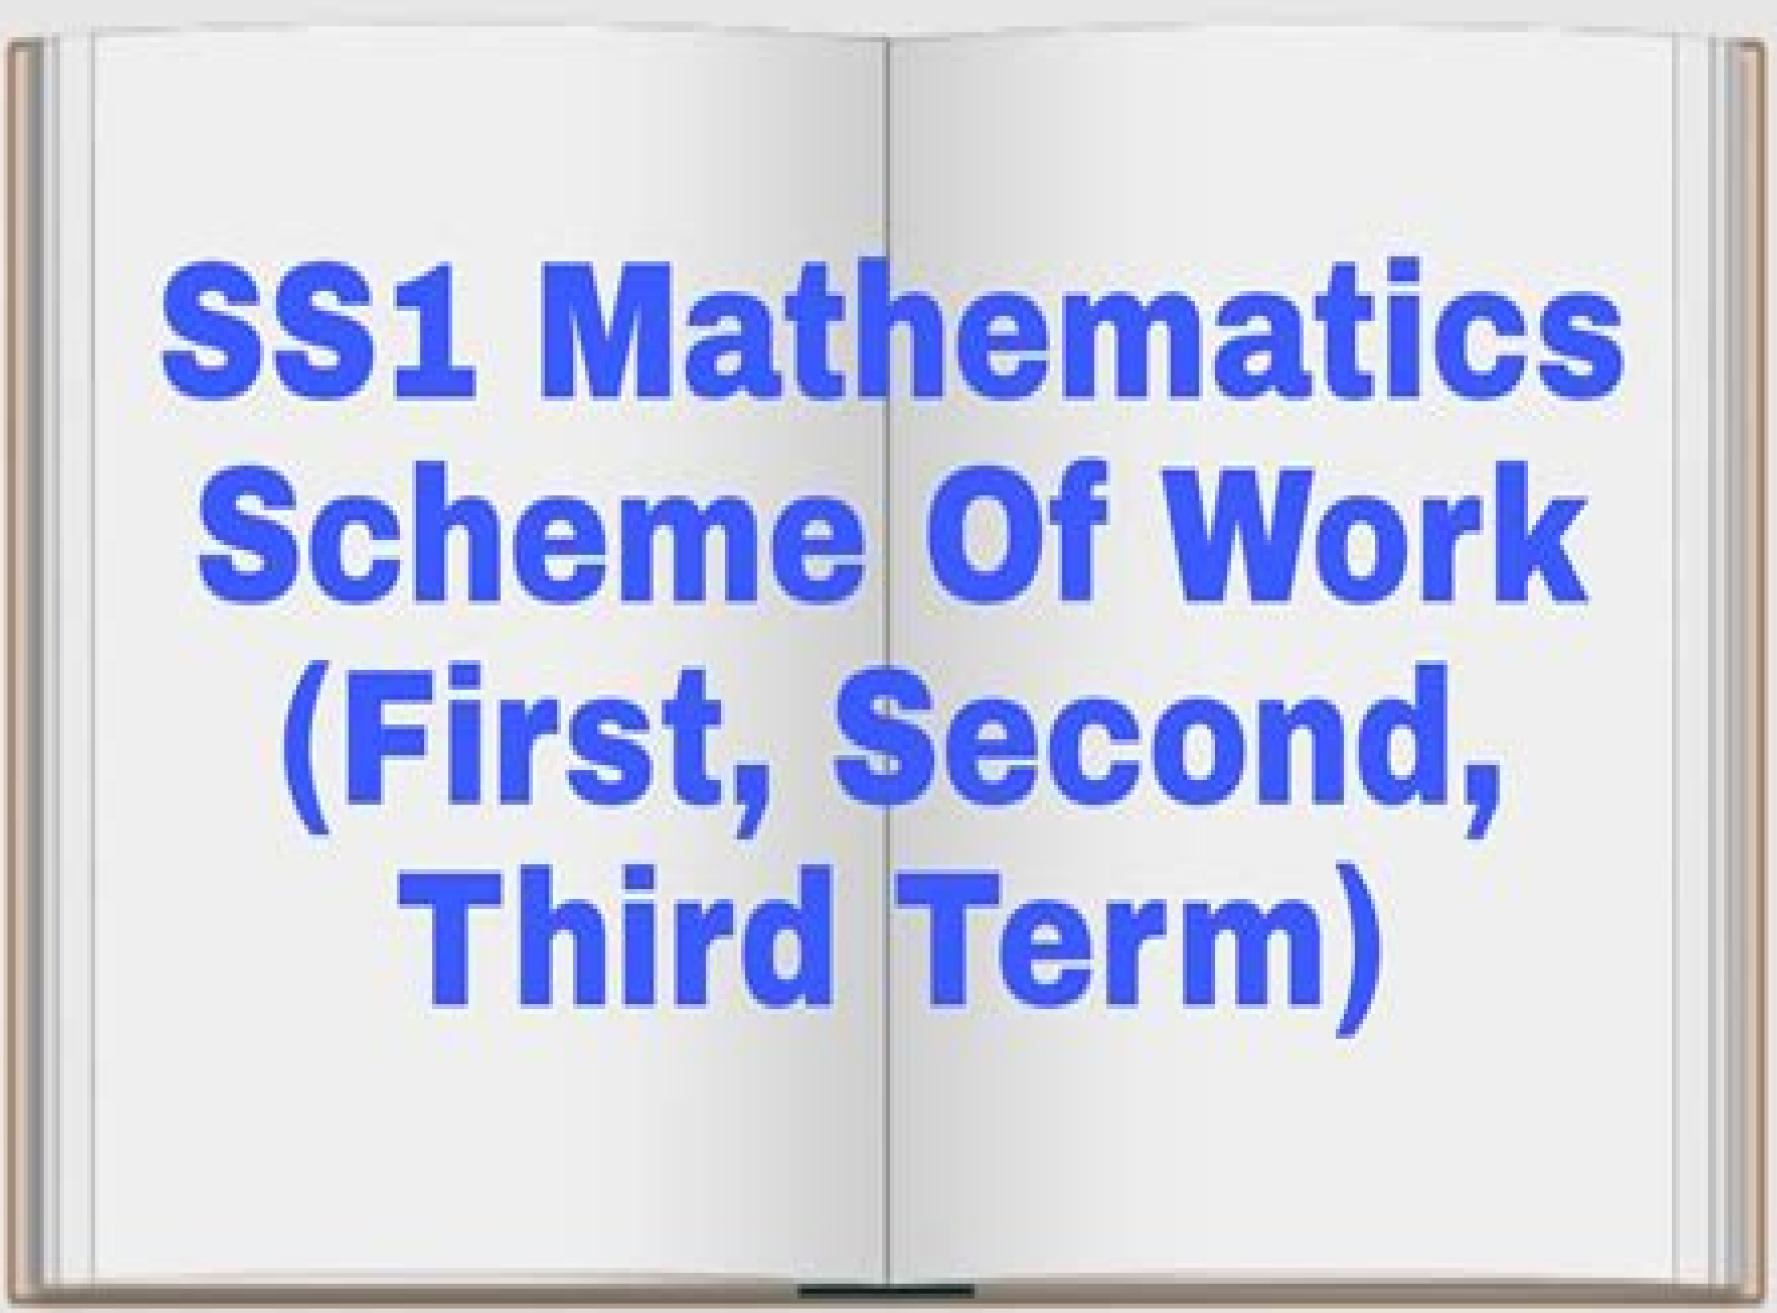 SS1 Mathematics
Scheme Of Work
(First, Second,
Third Term)